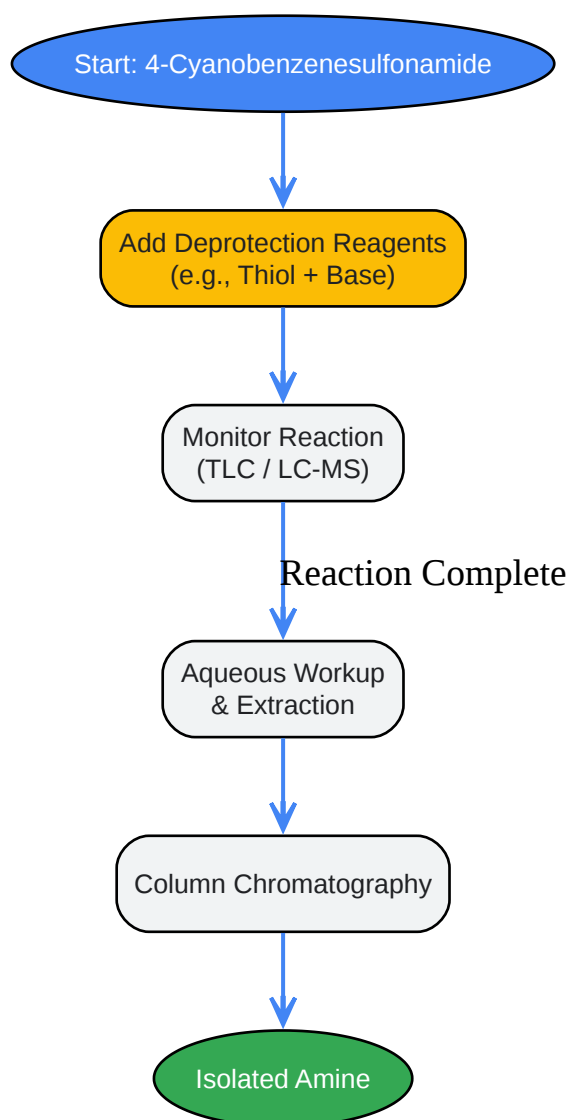 Start: 4-Cyanobenzenesulfonamide
Add Deprotection Reagents
(e.g., Thiol + Base)
Monitor Reaction
(TLC / LC-MS)
Reaction Complete
Aqueous Workup
& Extraction
Column Chromatography
Isolated Amine